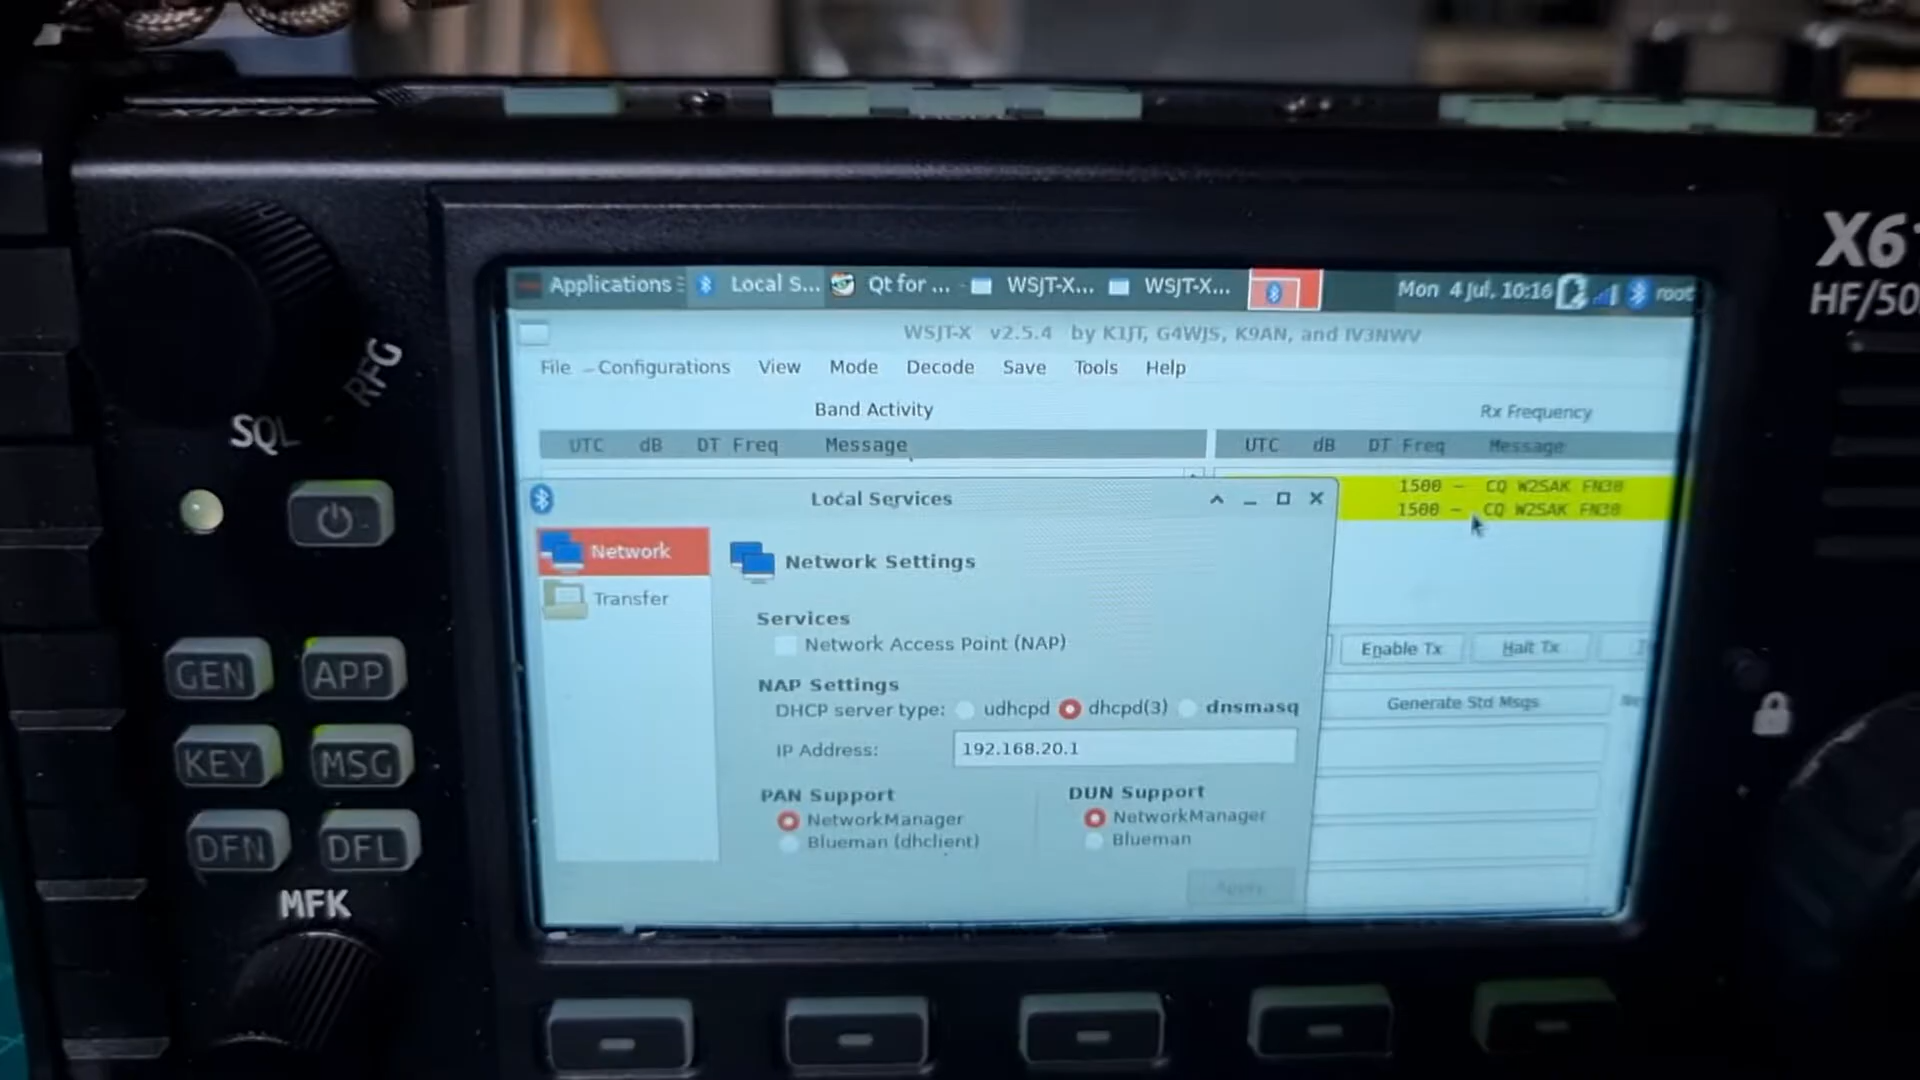 X6
HF/50
Applications Local S... Qt for ... WSJT-X... WSJT-X... Mon 4 Jul, 10:16 root
WSJT-X v2.5.4 by K1JT, G4WJS, K9AN, and IV3NWV
File Configurations View Mode Decode Save Tools Help
Band Activity
Rx Frequency
UTC dB DT Freq Message
UTC dB DT Freq Message
1500 ~ CQ W2SAK FN30
1500 ~ CQ W2SAK FN30
Local Services
Network
Transfer
Network Settings
Services
Network Access Point (NAP)
NAP Settings
DHCP server type: udhcpd dhcpd(3) dnsmasq
IP Address: 192.168.20.1
PAN Support
NetworkManager
Blueman (dhclient)
DUN Support
NetworkManager
Blueman
Apply
Enable Tx Halt Tx
Generate Std Msgs
RFG
SQL
GEN APP
KEY MSG
DFN DFL
MFK